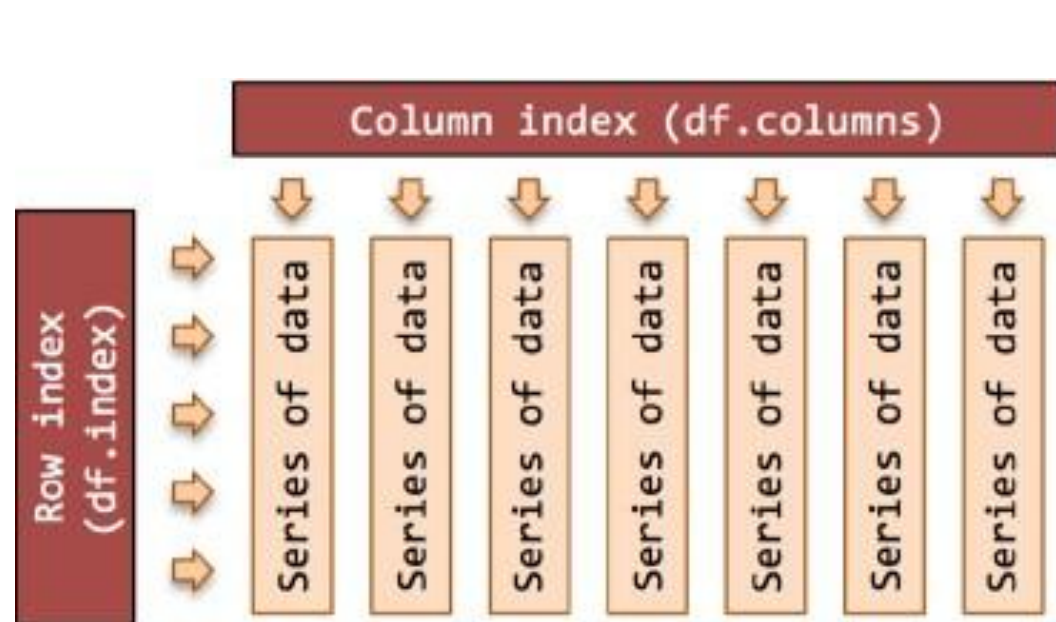 Column index (df.columns)
Row index
(df.index)
Series of data
Series of data
Series of data
Series of data
Series of data
Series of data
Series of data